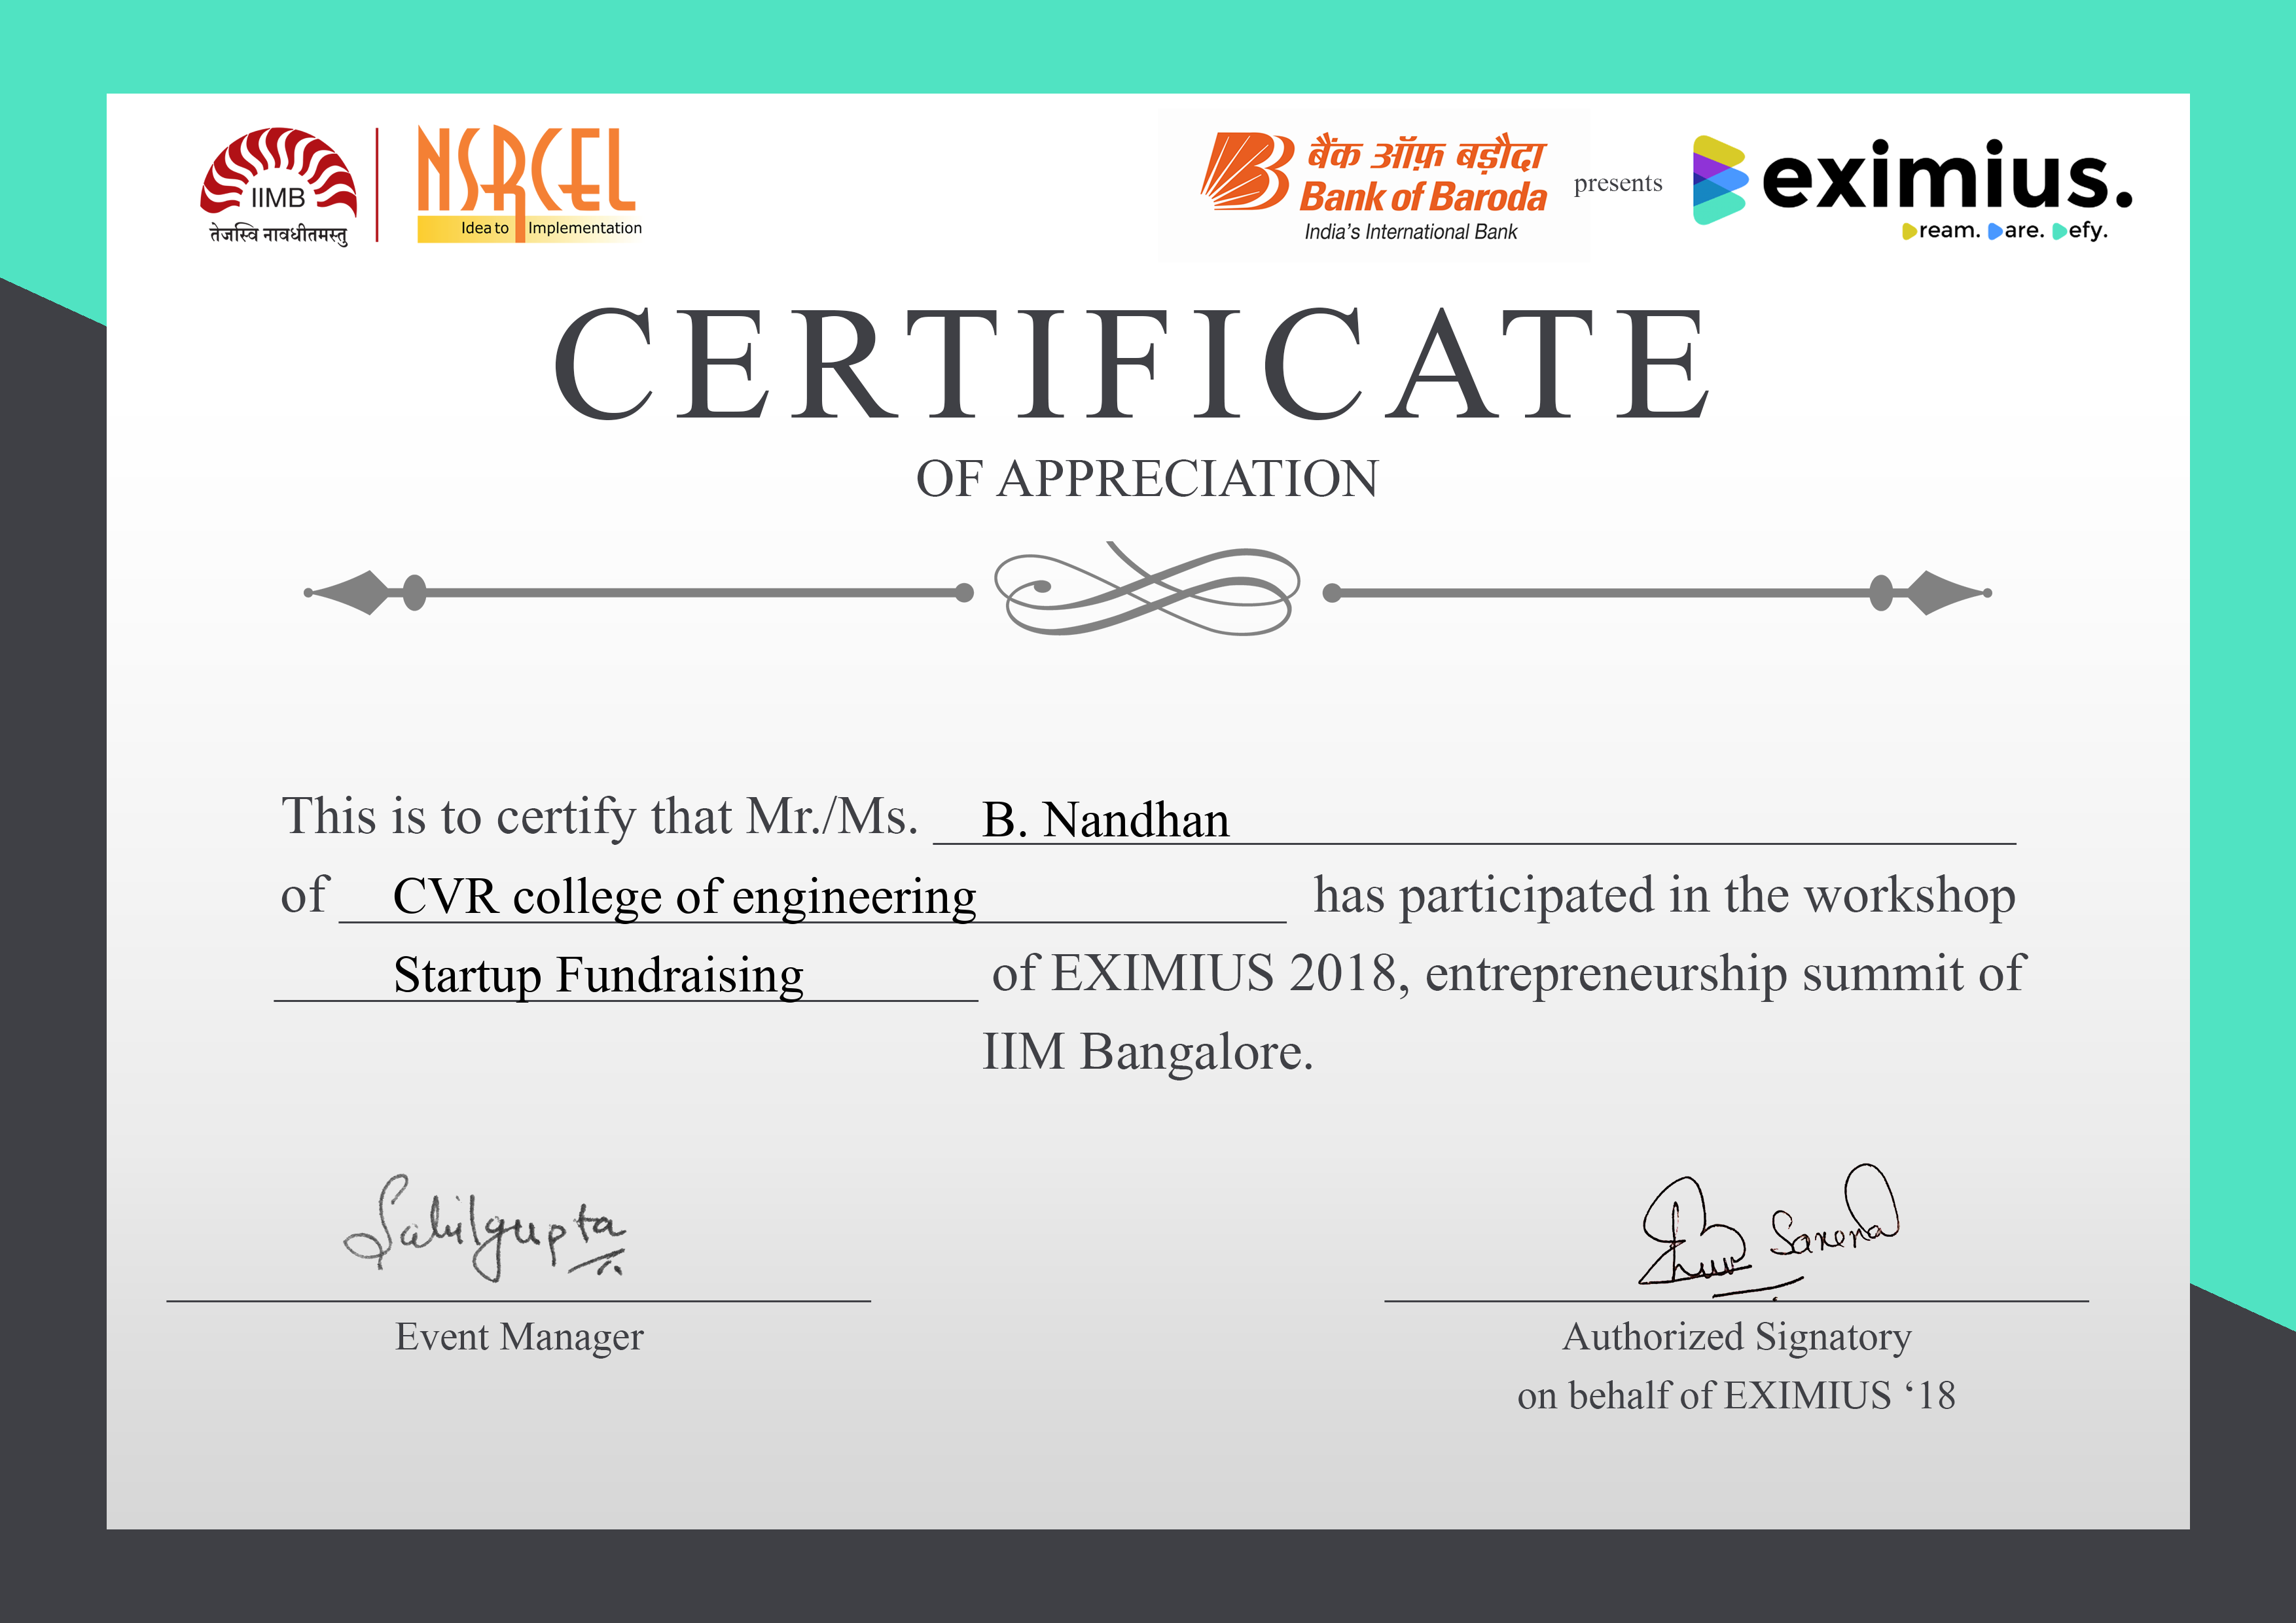 IIMB
तेजस्वि नावधीतमस्तु
NSRCEL
Idea to Implementation
बैंक ऑफ़ बड़ौदा
Bank of Baroda
India's International Bank
presents
eximius.
Dream. Dare. Defy.
CERTIFICATE
OF APPRECIATION
This is to certify that Mr./Ms. B. Nandhan
of CVR college of engineering has participated in the workshop
Startup Fundraising of EXIMIUS 2018, entrepreneurship summit of
IIM Bangalore.
Sahilgupta
Saxena
Event Manager
Authorized Signatory
on behalf of EXIMIUS ‘18